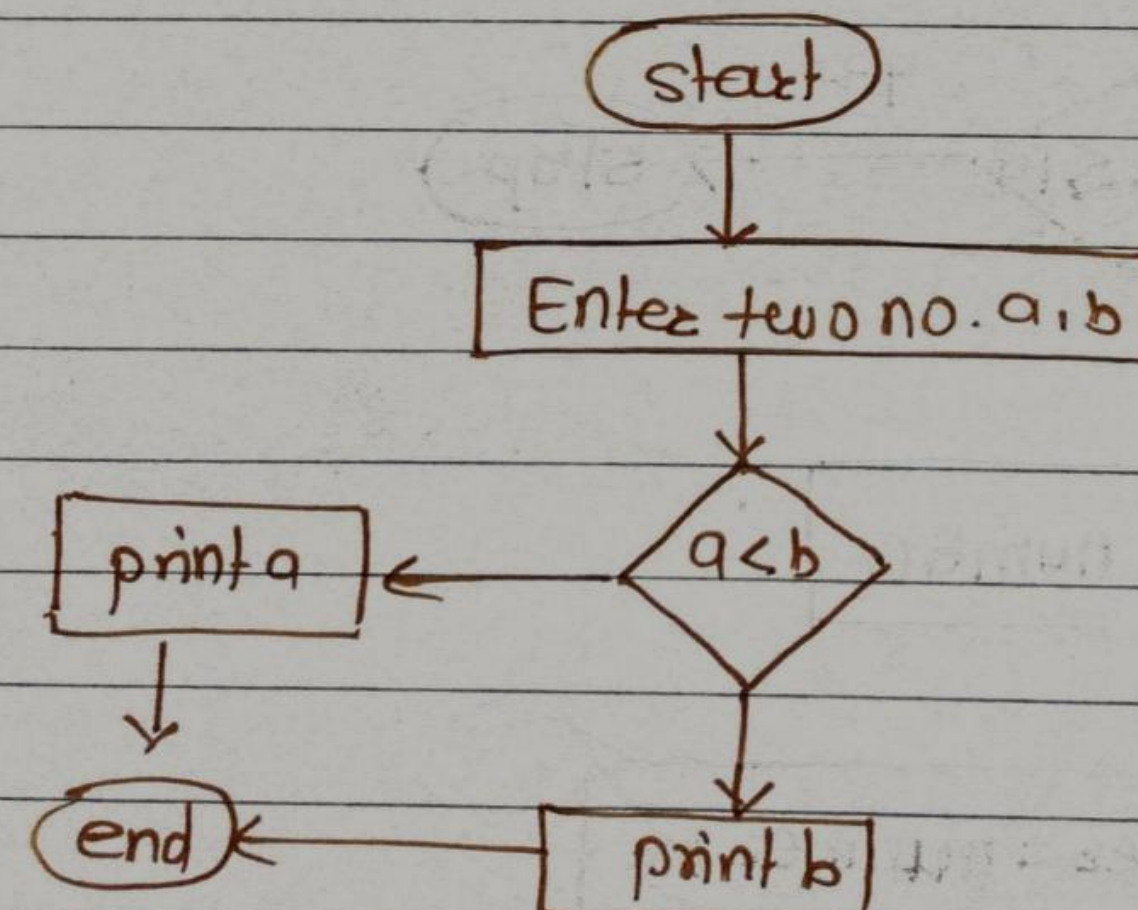 start
Enter two no. a, b
a < b
print a
print b
end